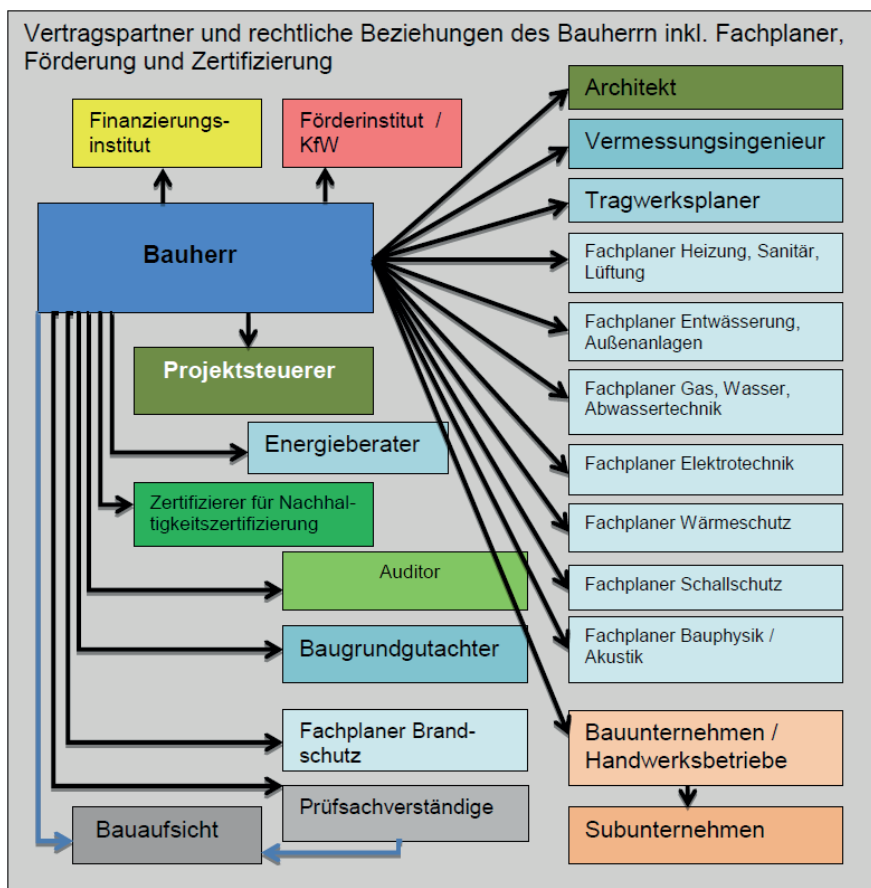 Vertragspartner und rechtliche Beziehungen des Bauherrn inkl. Fachplaner,
Förderung und Zertifizierung
Finanzierungs-
institut
Förderinstitut /
KfW
Bauherr
Projektsteuerer
Energieberater
Zertifizierer für Nachhal-
tigkeitszertifizierung
Auditor
Baugrundgutachter
Fachplaner Brand-
schutz
Prüfsachverständige
Bauaufsicht
Architekt
Vermessungsingenieur
Tragwerksplaner
Fachplaner Heizung, Sanitär,
Lüftung
Fachplaner Entwässerung,
Außenanlagen
Fachplaner Gas, Wasser,
Abwassertechnik
Fachplaner Elektrotechnik
Fachplaner Wärmeschutz
Fachplaner Schallschutz
Fachplaner Bauphysik /
Akustik
Bauunternehmen /
Handwerksbetriebe
Subunternehmen